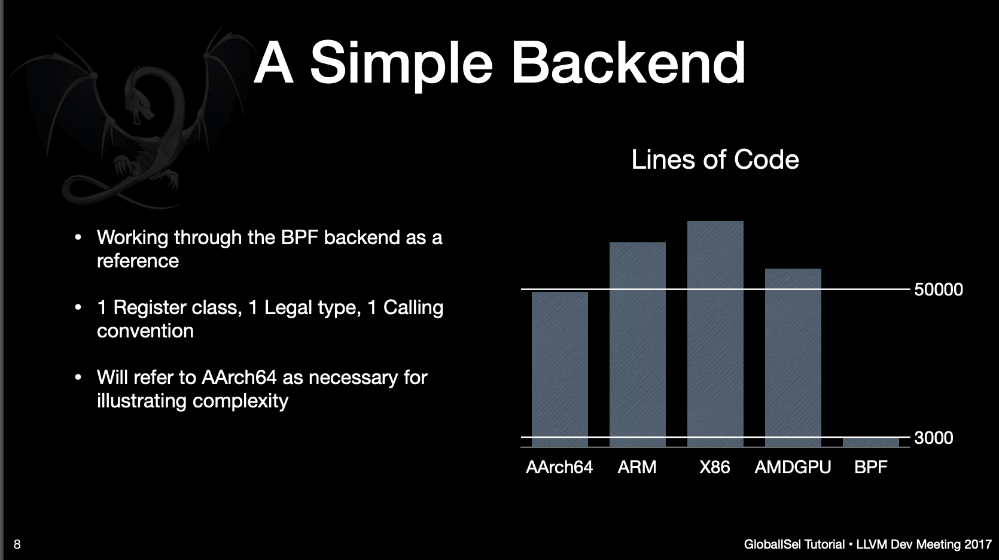 A Simple Backend
Lines of Code
• Working through the BPF backend as a
reference
• 1 Register class, 1 Legal type, 1 Calling
convention
• Will refer to AArch64 as necessary for
illustrating complexity
50000
3000
AArch64 ARM X86 AMDGPU BPF
8
GlobalISel Tutorial • LLVM Dev Meeting 2017